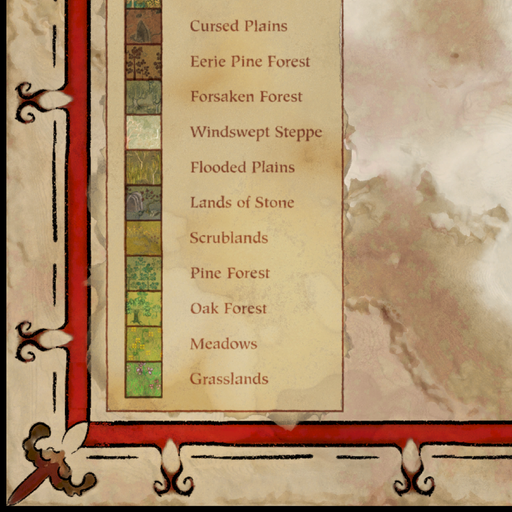 Cursed Plains
Eerie Pine Forest
Forsaken Forest
Windswept Steppe
Flooded Plains
Lands of Stone
Scrublands
Pine Forest
Oak Forest
Meadows
Grasslands